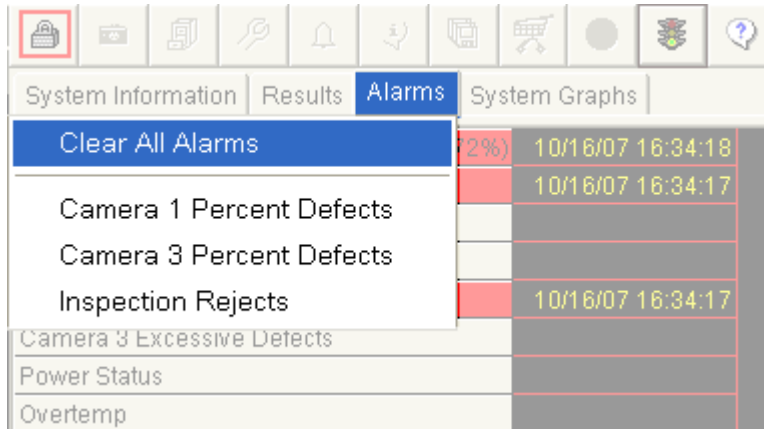 System Information Results Alarms System Graphs
Clear All Alarms
72%) 10/16/07 16:34:18
10/16/07 16:34:17
Camera 1 Percent Defects
Camera 3 Percent Defects
Inspection Rejects
10/16/07 16:34:17
Camera 3 Excessive Defects
Power Status
Overtemp